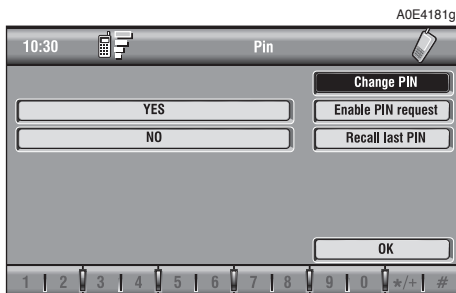 A0E4181g
10:30 Pin
Change PIN
YES Enable PIN request
NO Recall last PIN
OK
1 2 3 4 5 6 7 8 9 0 */+ #